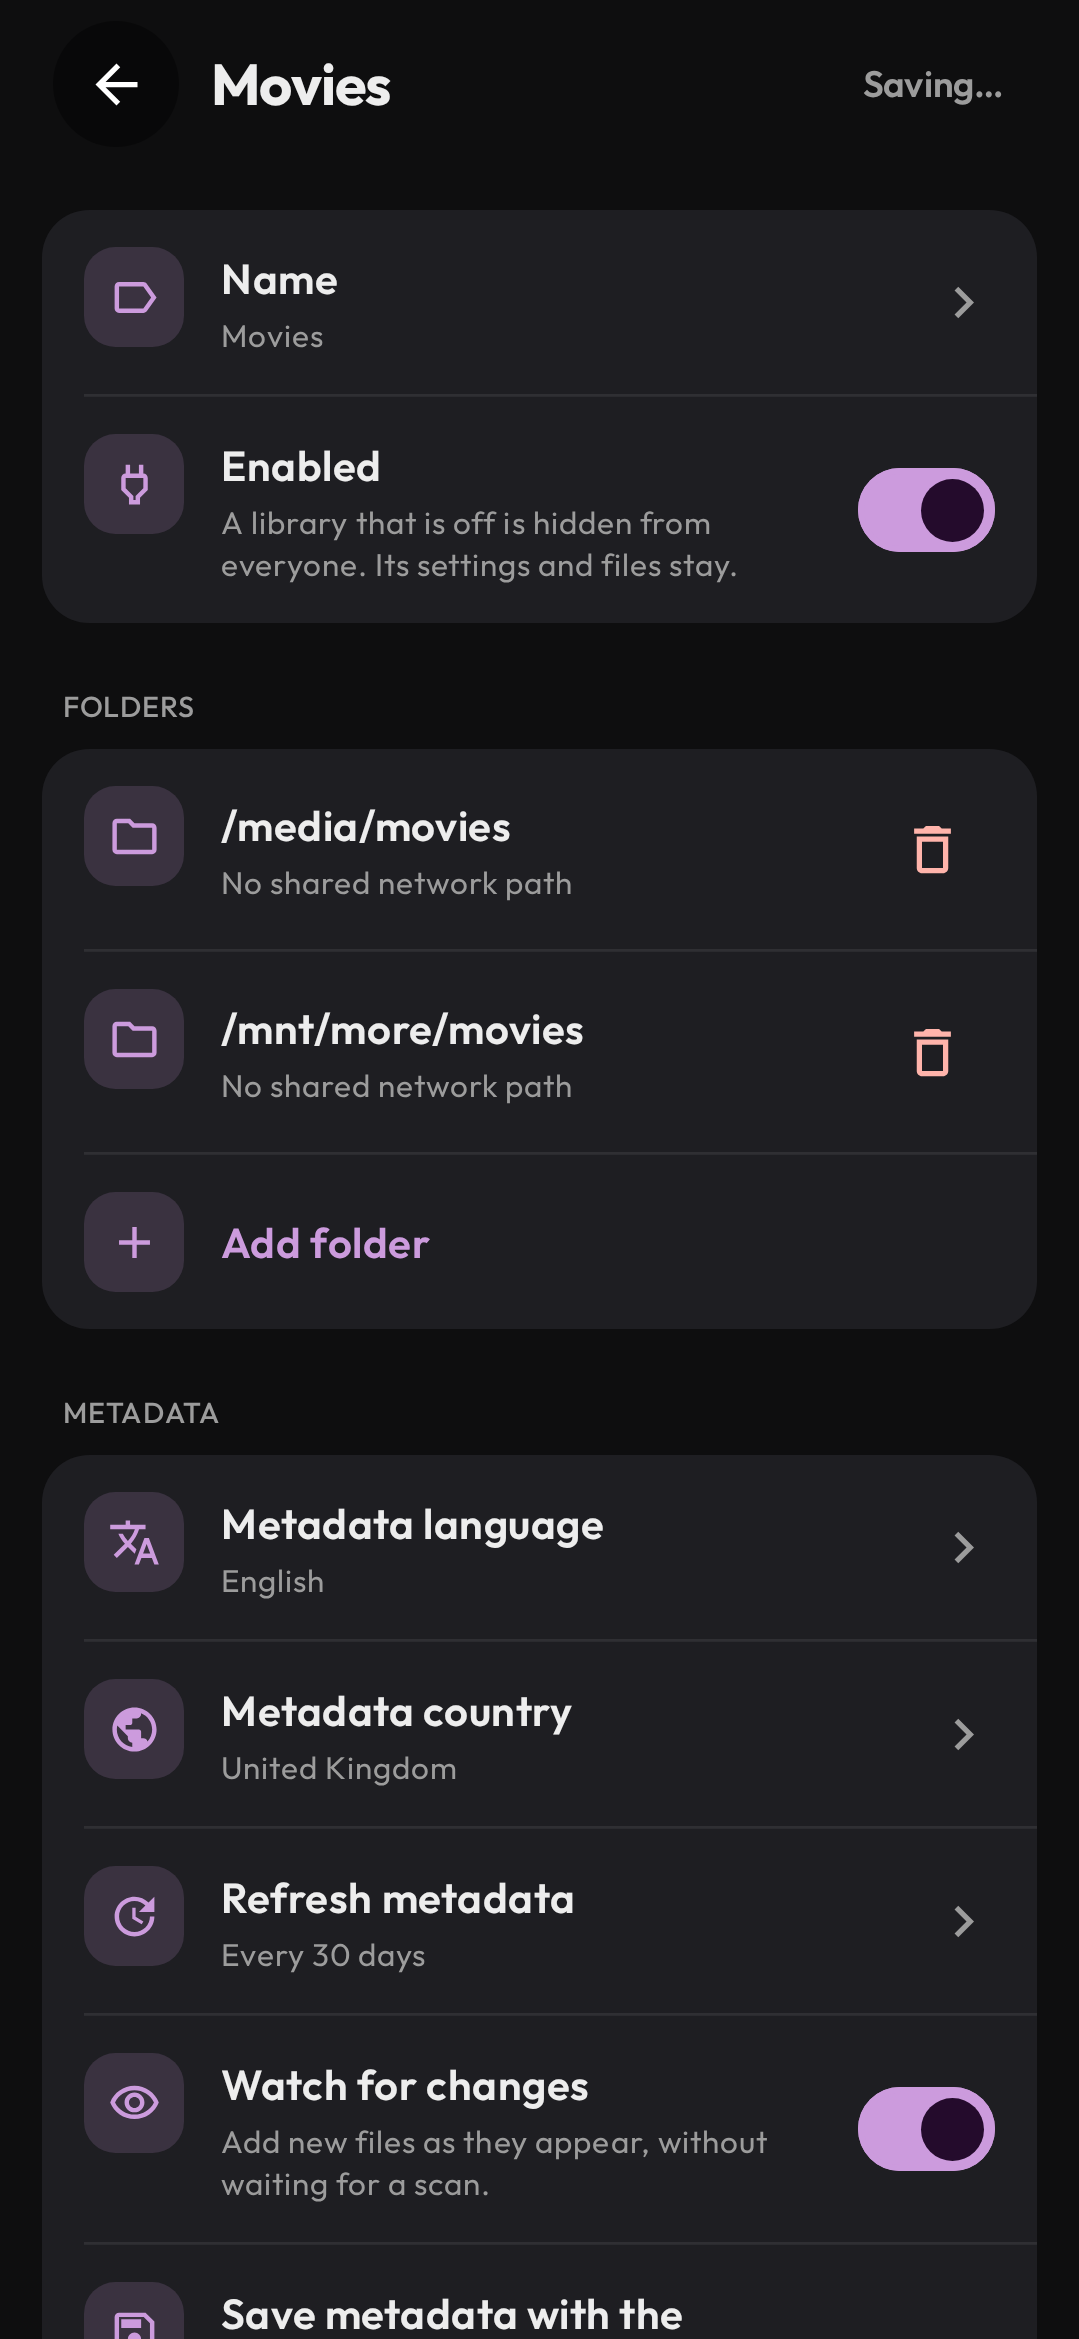 Movies
Saving...
Name
Movies
Enabled
A library that is off is hidden from
everyone. Its settings and files stay.
FOLDERS
/media/movies
No shared network path
/mnt/more/movies
No shared network path
Add folder
METADATA
Metadata language
English
Metadata country
United Kingdom
Refresh metadata
Every 30 days
Watch for changes
Add new files as they appear, without
waiting for a scan.
Save metadata with the